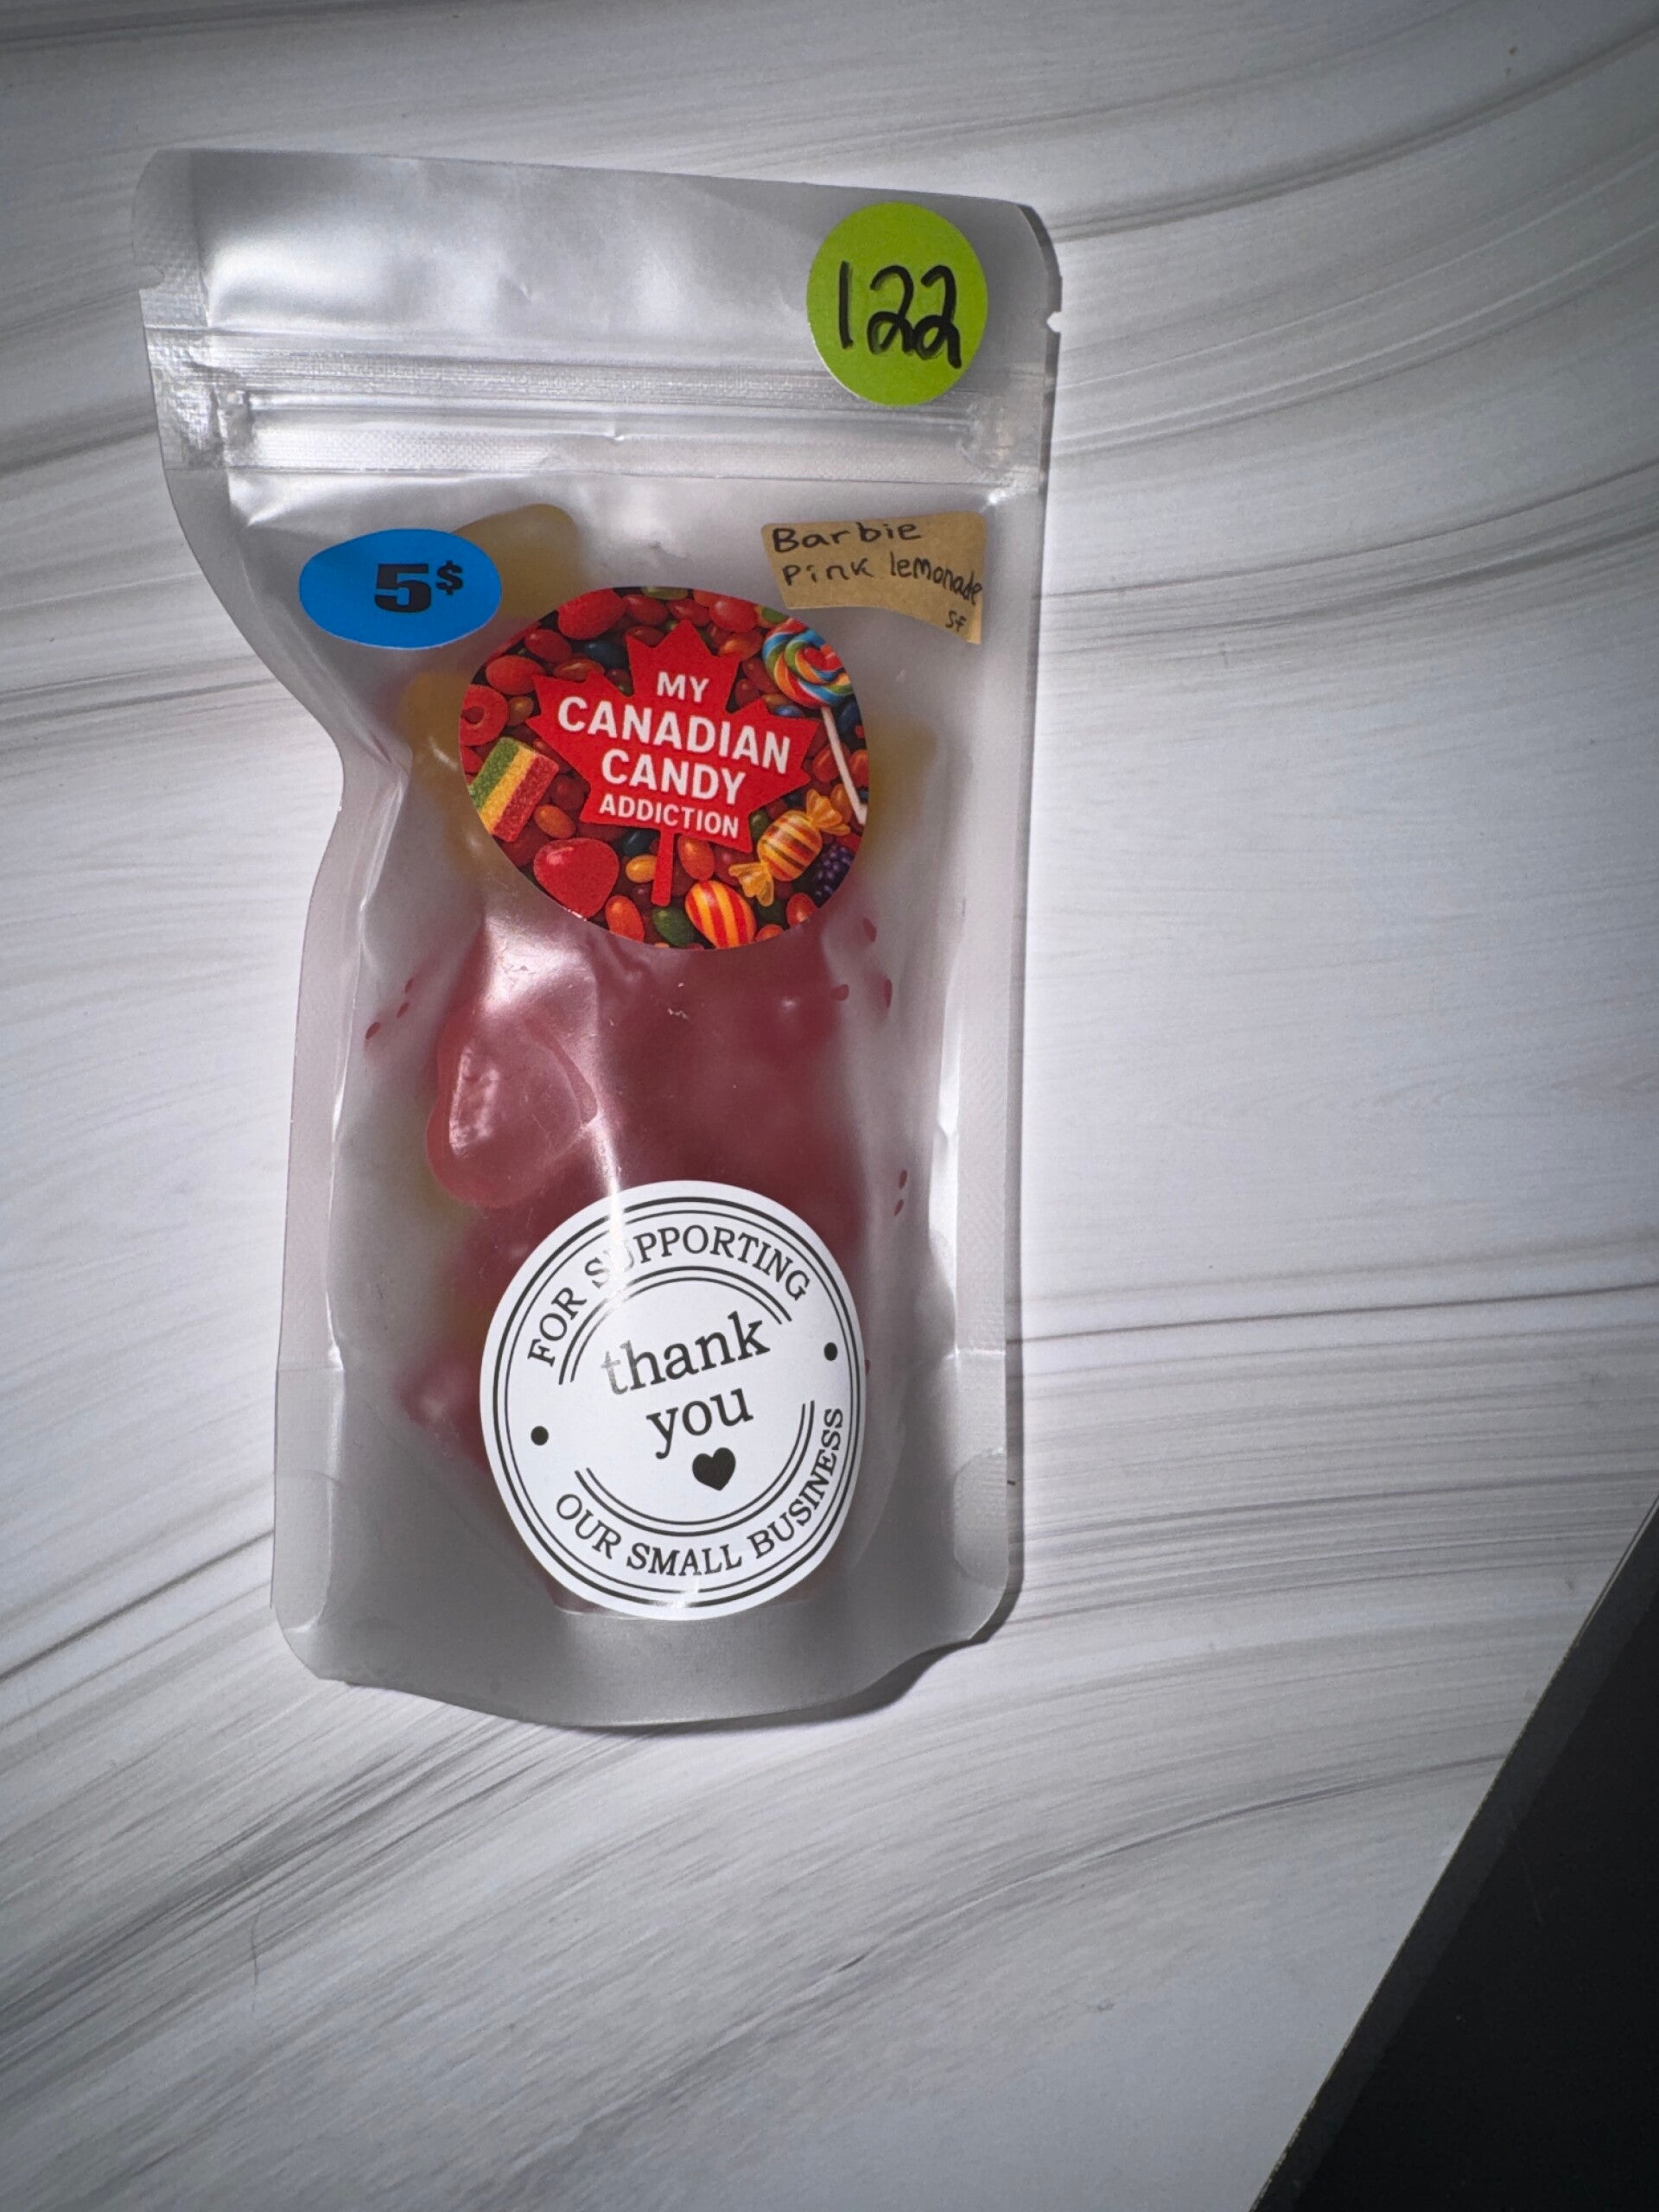 122
5$
Barbie
Pink lemonade
SF
MY
CANADIAN
CANDY
ADDICTION
FOR SUPPORTING
thank
you
OUR SMALL BUSINESS